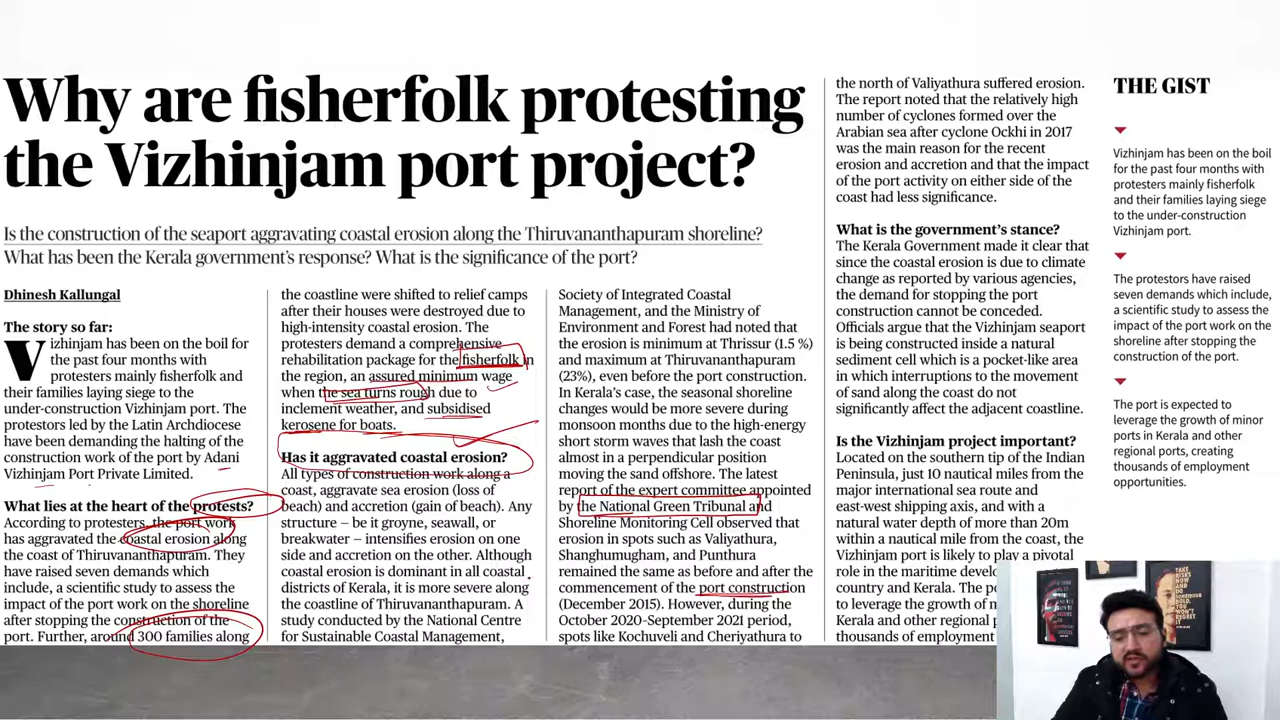 Why are fisherfolk protesting
the Vizhinjam port project?
Is the construction of the seaport aggravating coastal erosion along the Thiruvananthapuram shoreline?
What has been the Kerala government's response? What is the significance of the port?
Dhinesh Kallungal
The story so far:
Vizhinjam has been on the boil for
the past four months with
protesters mainly fisherfolk and
their families laying siege to the
under-construction Vizhinjam port. The
protestors led by the Latin Archdiocese
have been demanding the halting of the
construction work of the port by Adani
Vizhinjam Port Private Limited.
What lies at the heart of the protests?
According to protesters, the port work
has aggravated the coastal erosion along
the coast of Thiruvananthapuram. They
have raised seven demands which
include, a scientific study to assess the
impact of the port work on the shoreline
after stopping the construction of the
port. Further, around 300 families along
the coastline were shifted to relief camps
after their houses were destroyed due to
high-intensity coastal erosion. The
protesters demand a comprehensive
rehabilitation package for the fisherfolk in
the region, an assured minimum wage
when the sea turns rough due to
inclement weather, and subsidised
kerosene for boats.
Has it aggravated coastal erosion?
All types of construction work along a
coast, aggravate sea erosion (loss of
beach) and accretion (gain of beach). Any
structure – be it groyne, seawall, or
breakwater – intensifies erosion on one
side and accretion on the other. Although
coastal erosion is dominant in all coastal
districts of Kerala, it is more severe along
the coastline of Thiruvananthapuram. A
study conducted by the National Centre
for Sustainable Coastal Management,
Society of Integrated Coastal
Management, and the Ministry of
Environment and Forest had noted that
the erosion is minimum at Thrissur (1.5 %)
and maximum at Thiruvananthapuram
(23%), even before the port construction.
In Kerala's case, the seasonal shoreline
changes would be more severe during
monsoon months due to the high-energy
short storm waves that lash the coast
almost in a perpendicular position
moving the sand offshore. The latest
report of the expert committee appointed
by the National Green Tribunal and
Shoreline Monitoring Cell observed that
erosion in spots such as Valiyathura,
Shanghumugham, and Punthura
remained the same as before and after the
commencement of the port construction
(December 2015). However, during the
October 2020-September 2021 period,
spots like Kochuveli and Cheriyathura to
the north of Valiyathura suffered erosion.
The report noted that the relatively high
number of cyclones formed over the
Arabian sea after cyclone Ockhi in 2017
was the main reason for the recent
erosion and accretion and that the impact
of the port activity on either side of the
coast had less significance.
What is the government's stance?
The Kerala Government made it clear that
since the coastal erosion is due to climate
change as reported by various agencies,
the demand for stopping the port
construction cannot be conceded.
Officials argue that the Vizhinjam seaport
is being constructed inside a natural
sediment cell which is a pocket-like area
in which interruptions to the movement
of sand along the coast do not
significantly affect the adjacent coastline.
Is the Vizhinjam project important?
Located on the southern tip of the Indian
Peninsula, just 10 nautical miles from the
major international sea route and
east-west shipping axis, and with a
natural water depth of more than 20m
within a nautical mile from the coast, the
Vizhinjam port is likely to play a pivotal
role in the maritime
country and Kerala. The
to leverage the growth of
Kerala and other regional
thousands of employment
THE GIST
Vizhinjam has been on the boil
for the past four months with
protesters mainly fisherfolk
and their families laying siege
to the under-construction
Vizhinjam port.
The protestors have raised
seven demands which include,
a scientific study to assess the
impact of the port work on the
shoreline after stopping the
construction of the port.
The port is expected to
leverage the growth of minor
ports in Kerala and other
regional ports, creating
thousands of employment
opportunities.
TAKE
RISKS
NOW
AND
DO
SOMETHING
BOLD.
YOU
WON'T
REGRET
IT